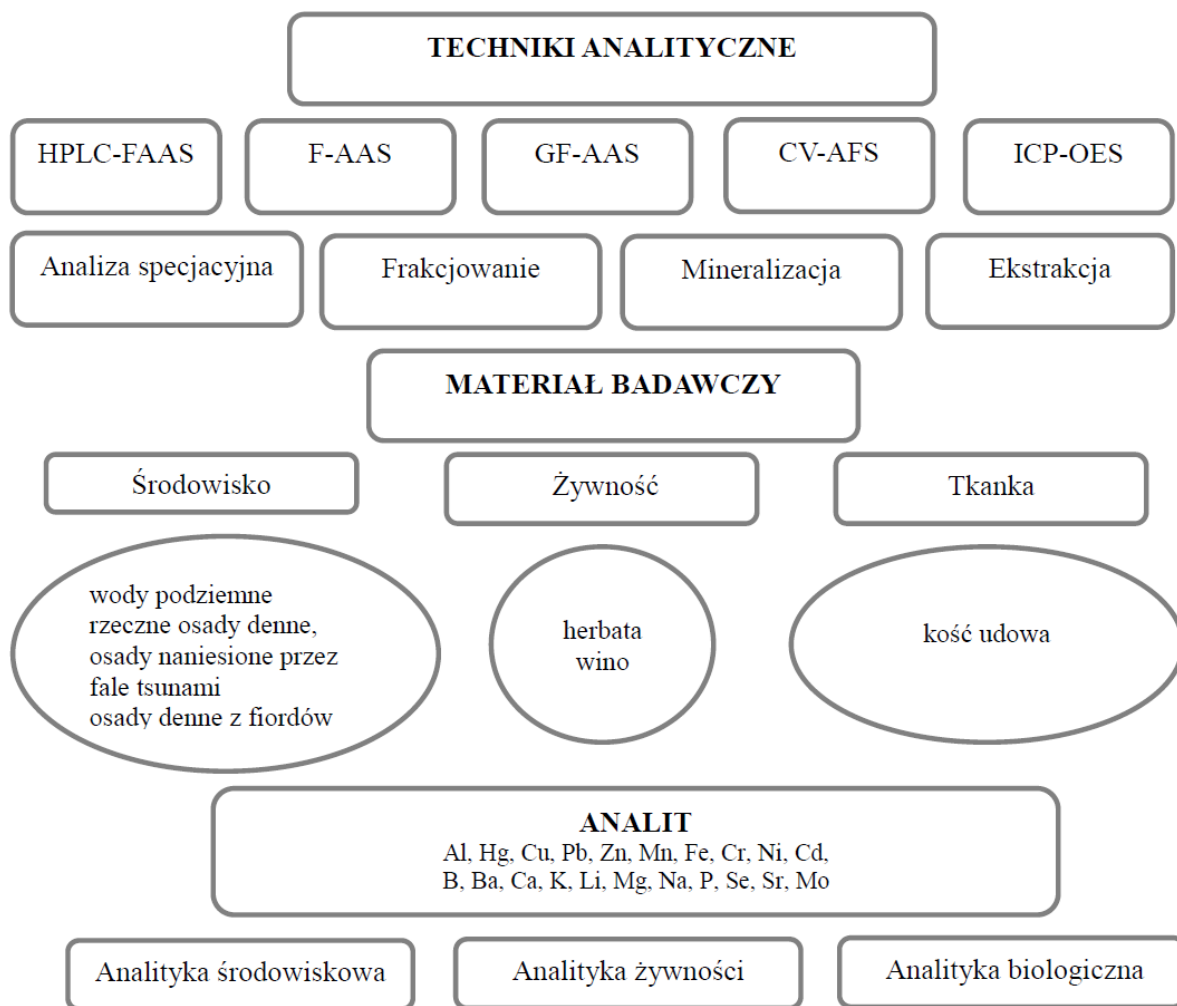 TECHNIKI ANALITYCZNE
HPLC-FAAS
F-AAS
GF-AAS
CV-AFS
ICP-OES
Analiza specjacyjna
Frakcjowanie
Mineralizacja
Ekstrakcja
MATERIAŁ BADAWCZY
Środowisko
Żywność
Tkanka
wody podziemne
rzeczne osady denne,
osady naniesione przez
fale tsunami
osady denne z fiordów
herbata
wino
kość udowa
ANALIT
Al, Hg, Cu, Pb, Zn, Mn, Fe, Cr, Ni, Cd,
B, Ba, Ca, K, Li, Mg, Na, P, Se, Sr, Mo
Analityka środowiskowa
Analityka żywności
Analityka biologiczna